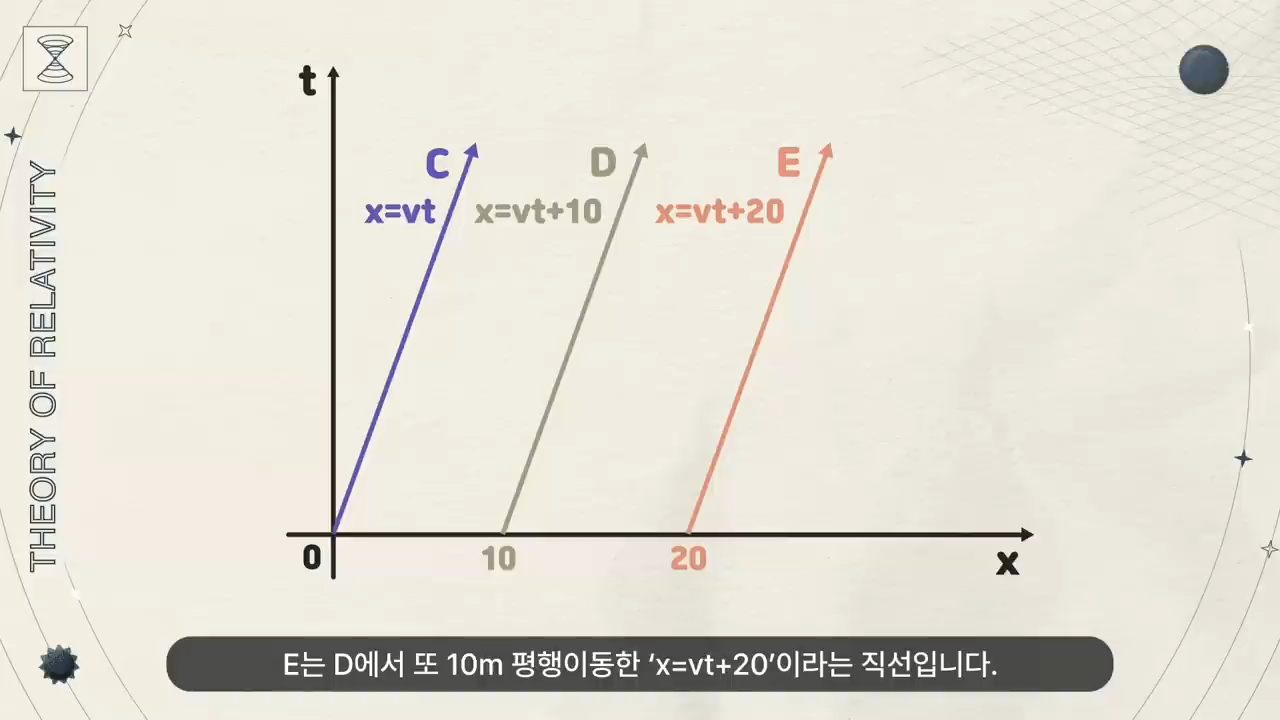 THEORY OF RELATIVITY
t
C
D
E
x=vt
x=vt+10
x=vt+20
0
10
20
x
E는 D에서 또 10m 평행이동한 ‘x=vt+20’이라는 직선입니다.